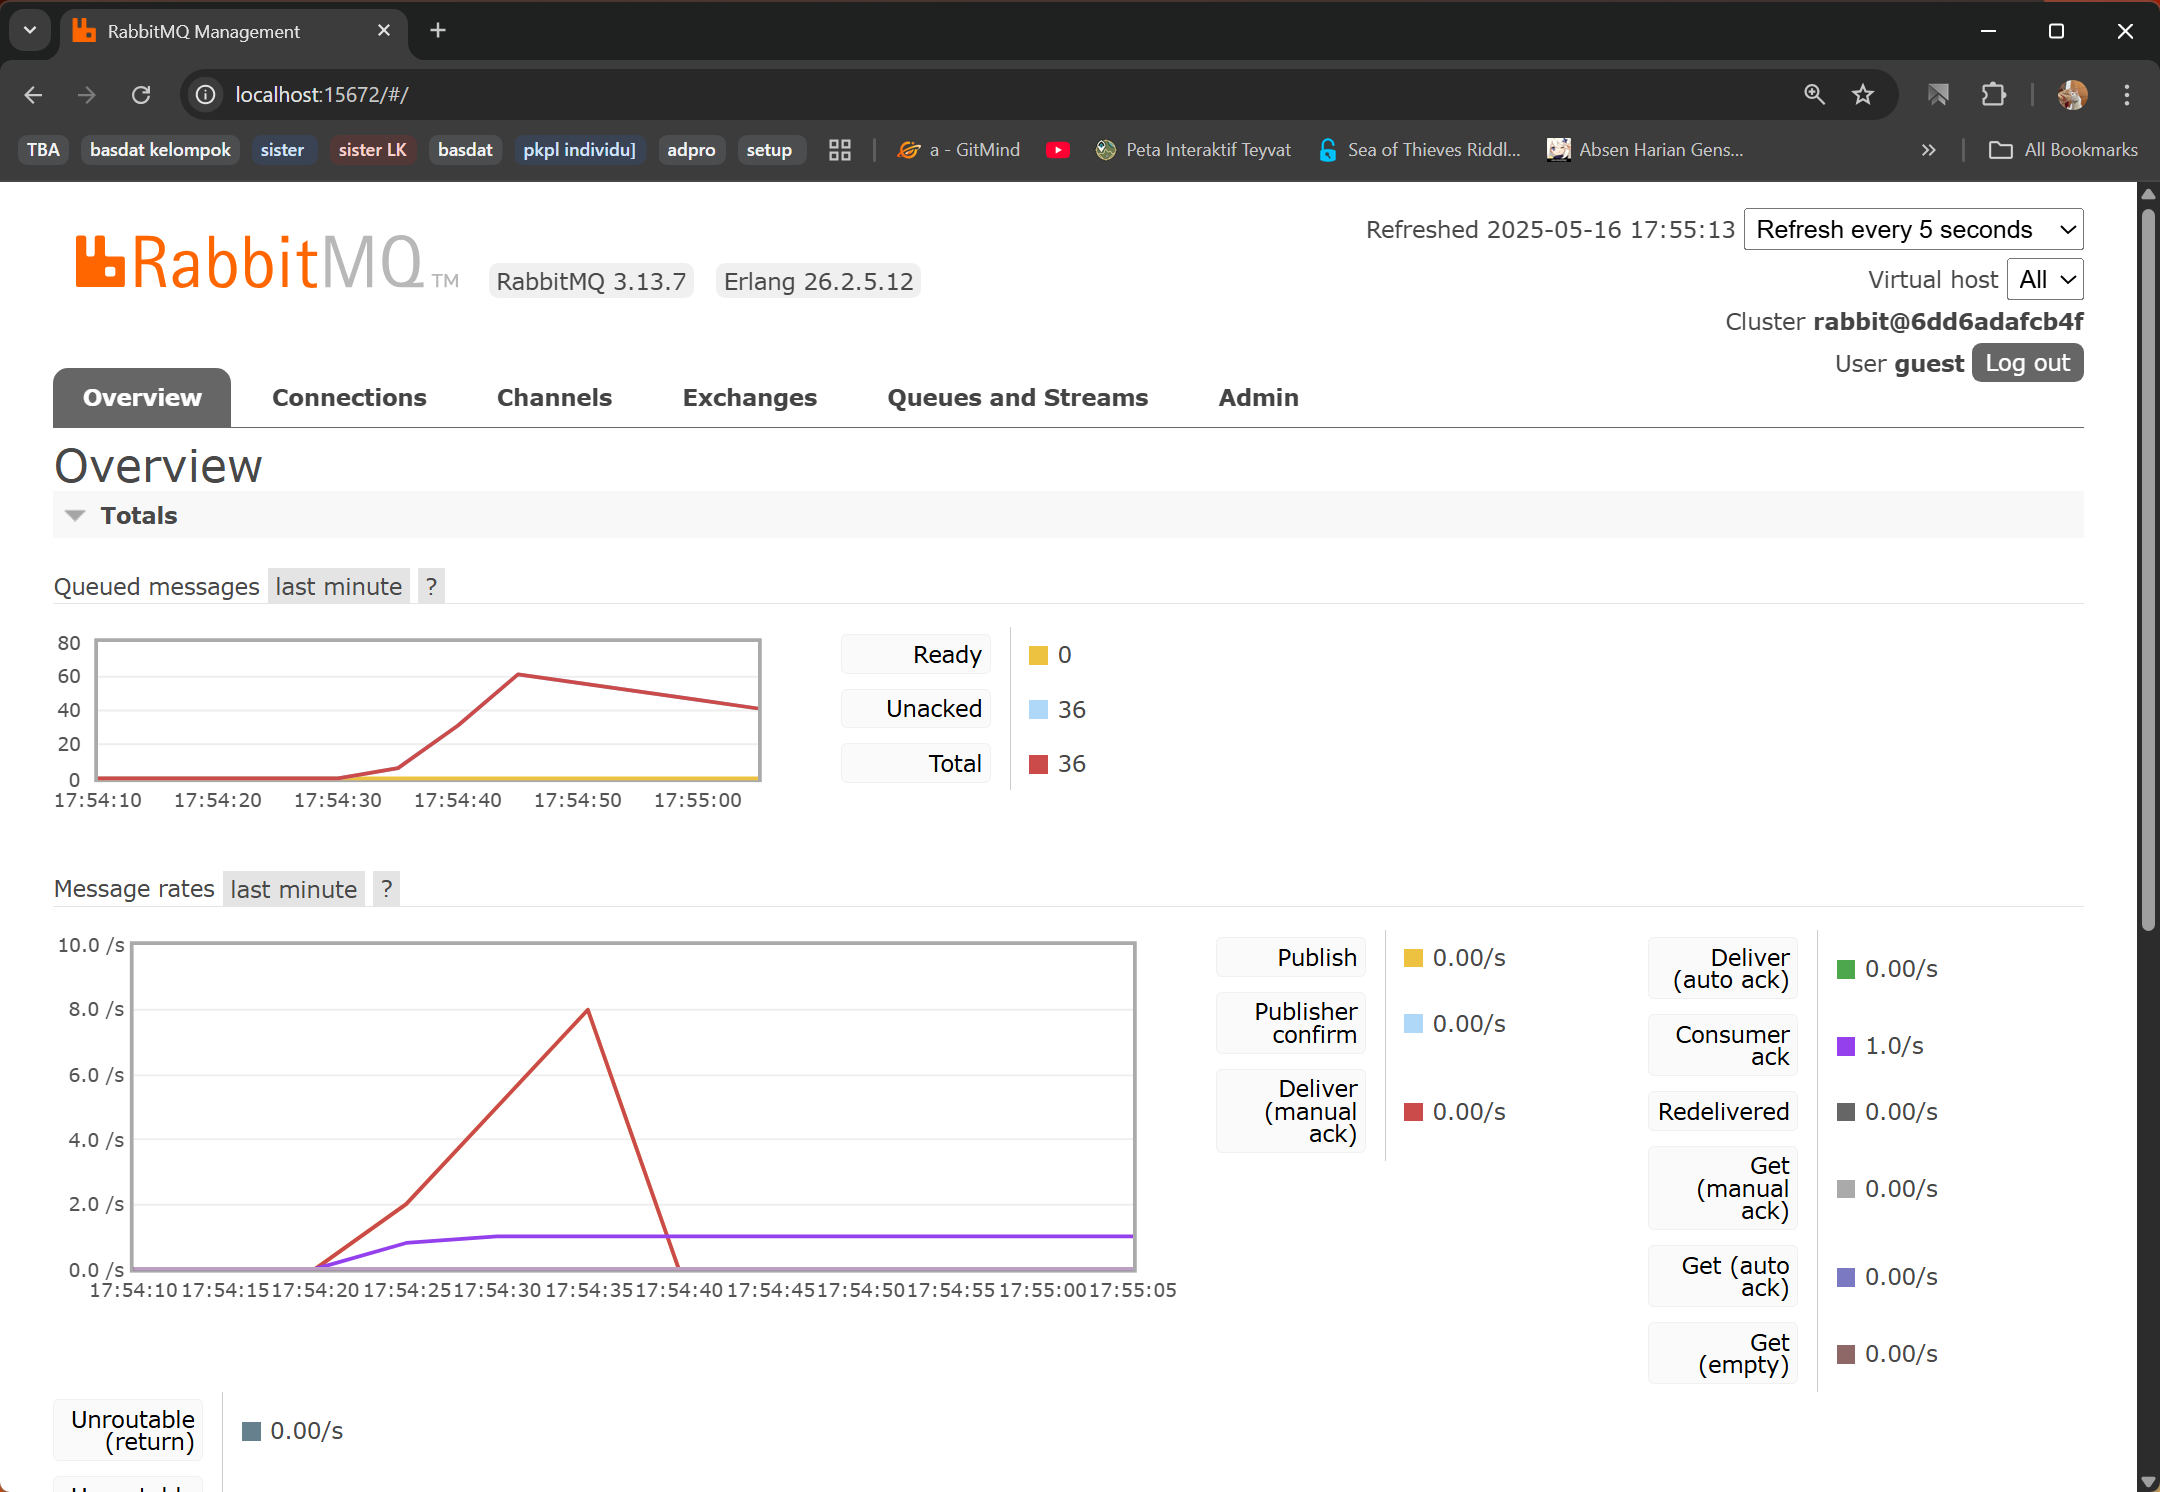 RabbitMQ Management
localhost:15672/#/
TBA basdat kelompok sister sister LK basdat pkpl individu] adpro setup a - GitMind Peta Interaktif Teyvat Sea of Thieves Riddl... Absen Harian Gens... All Bookmarks
RabbitMQ TM RabbitMQ 3.13.7 Erlang 26.2.5.12
Refreshed 2025-05-16 17:55:13 Refresh every 5 seconds
Virtual host All
Cluster rabbit@6dd6adafcb4f
User guest Log out
Overview Connections Channels Exchanges Queues and Streams Admin
Overview
Totals
Queued messages last minute ?
80
60
40
20
0
17:54:10 17:54:20 17:54:30 17:54:40 17:54:50 17:55:00
Ready 0
Unacked 36
Total 36
Message rates last minute ?
10.0 /s
8.0 /s
6.0 /s
4.0 /s
2.0 /s
0.0 /s
17:54:10 17:54:15 17:54:20 17:54:25 17:54:30 17:54:35 17:54:40 17:54:45 17:54:50 17:54:55 17:55:00 17:55:05
Publish 0.00/s
Publisher
confirm 0.00/s
Deliver
(manual 0.00/s
ack)
Deliver
(auto ack) 0.00/s
Consumer
ack 1.0/s
Redelivered 0.00/s
Get
(manual 0.00/s
ack)
Get (auto
ack) 0.00/s
Get
(empty) 0.00/s
Unroutable
(return) 0.00/s